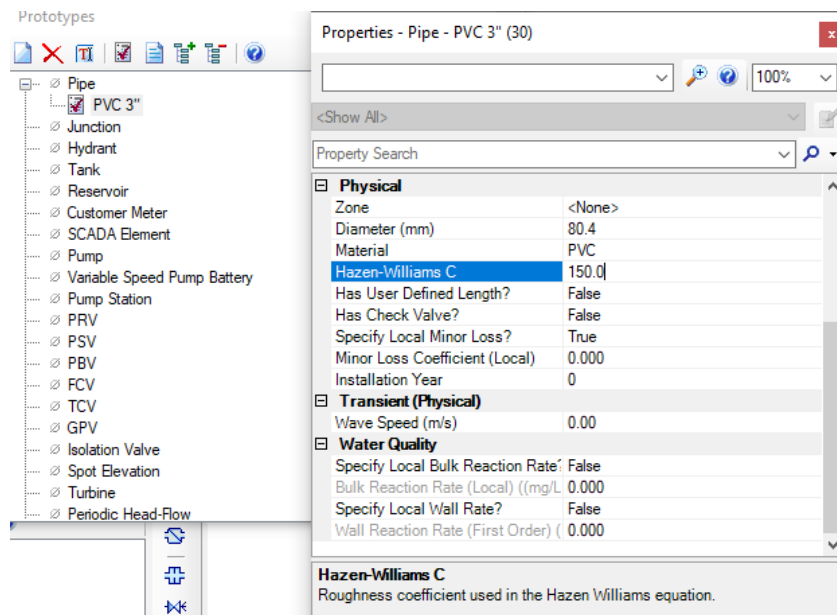 Prototypes
Pipe
PVC 3"
Junction
Hydrant
Tank
Reservoir
Customer Meter
SCADA Element
Pump
Variable Speed Pump Battery
Pump Station
PRV
PSV
PBV
FCV
TCV
GPV
Isolation Valve
Spot Elevation
Turbine
Periodic Head-Flow
Properties - Pipe - PVC 3" (30)
x
100%
<Show All>
Property Search
Physical
Zone <None>
Diameter (mm) 80.4
Material PVC
Hazen-Williams C 150.0
Has User Defined Length? False
Has Check Valve? False
Specify Local Minor Loss? True
Minor Loss Coefficient (Local) 0.000
Installation Year 0
Transient (Physical)
Wave Speed (m/s) 0.00
Water Quality
Specify Local Bulk Reaction Rate? False
Bulk Reaction Rate (Local) ((mg/L 0.000
Specify Local Wall Rate? False
Wall Reaction Rate (First Order) ( 0.000
Hazen-Williams C
Roughness coefficient used in the Hazen Williams equation.